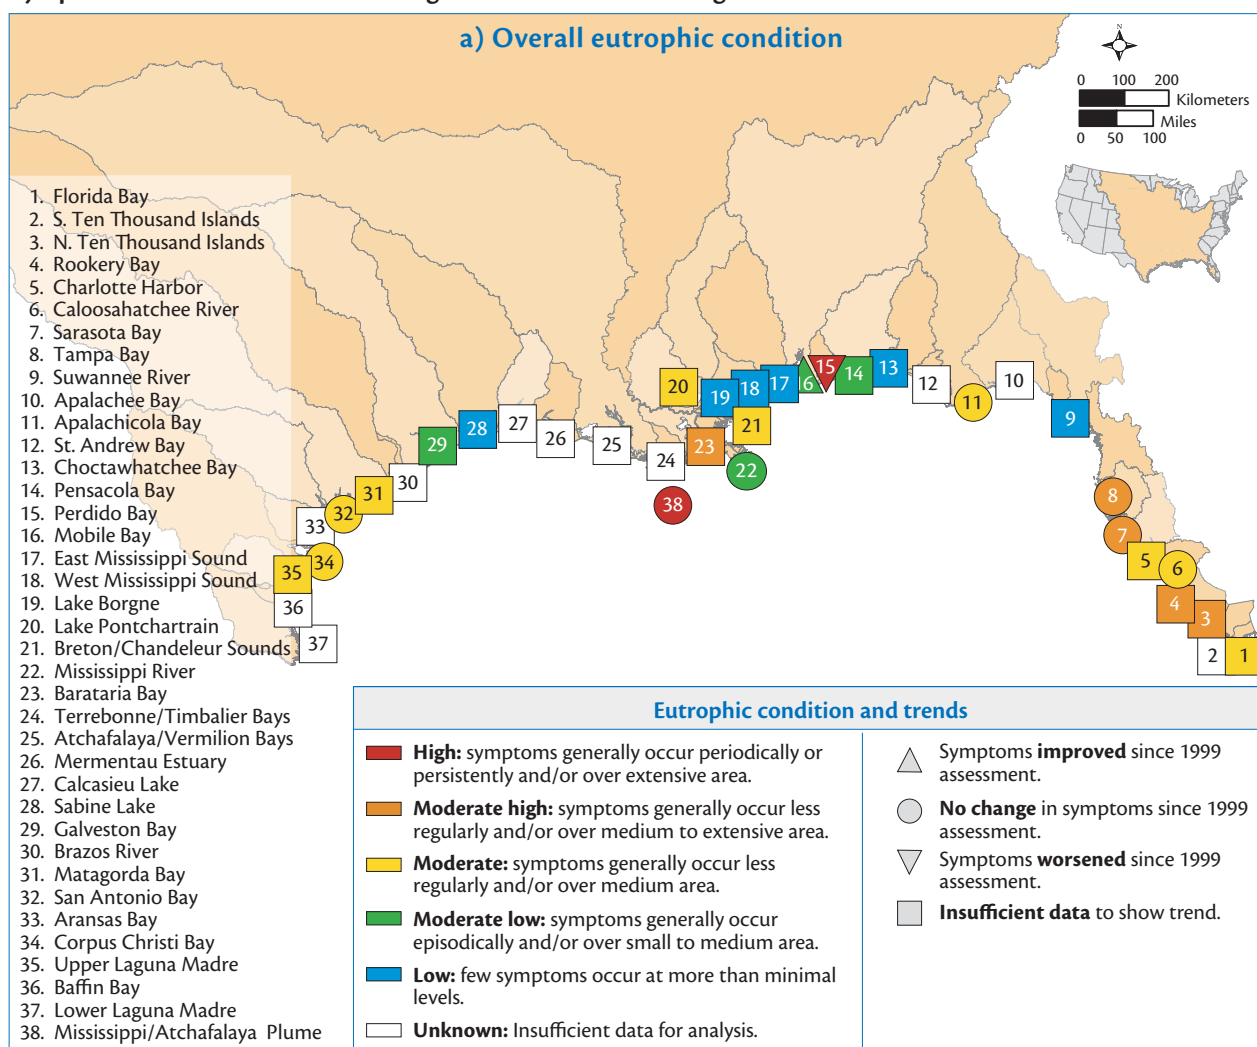 a) Overall eutrophic condition
N
0 100 200
Kilometers
Miles
0 50 100
1. Florida Bay
2. S. Ten Thousand Islands
3. N. Ten Thousand Islands
4. Rookery Bay
5. Charlotte Harbor
6. Caloosahatchee River
7. Sarasota Bay
8. Tampa Bay
9. Suwannee River
10. Apalachee Bay
11. Apalachicola Bay
12. St. Andrew Bay
13. Choctawhatchee Bay
14. Pensacola Bay
15. Perdido Bay
16. Mobile Bay
17. East Mississippi Sound
18. West Mississippi Sound
19. Lake Borgne
20. Lake Pontchartrain
21. Breton/Chandeleur Sounds
22. Mississippi River
23. Barataria Bay
24. Terrebonne/Timbalier Bays
25. Atchafalaya/Vermilion Bays
26. Mermentau Estuary
27. Calcasieu Lake
28. Sabine Lake
29. Galveston Bay
30. Brazos River
31. Matagorda Bay
32. San Antonio Bay
33. Aransas Bay
34. Corpus Christi Bay
35. Upper Laguna Madre
36. Baffin Bay
37. Lower Laguna Madre
38. Mississippi/Atchafalaya Plume
20 19 18 17 16 15 14 13 12 11 10 9
29 28 27 26 25 24 23 21 22
38
33 32 31 30
35 34
36
37
8
7
5 6
4 3
2 1
Eutrophic condition and trends
High: symptoms generally occur periodically or
persistently and/or over extensive area.
Moderate high: symptoms generally occur less
regularly and/or over medium to extensive area.
Moderate: symptoms generally occur less
regularly and/or over medium area.
Moderate low: symptoms generally occur
episodically and/or over small to medium area.
Low: few symptoms occur at more than minimal
levels.
Unknown: Insufficient data for analysis.
Symptoms improved since 1999
assessment.
No change in symptoms since 1999
assessment.
Symptoms worsened since 1999
assessment.
Insufficient data to show trend.